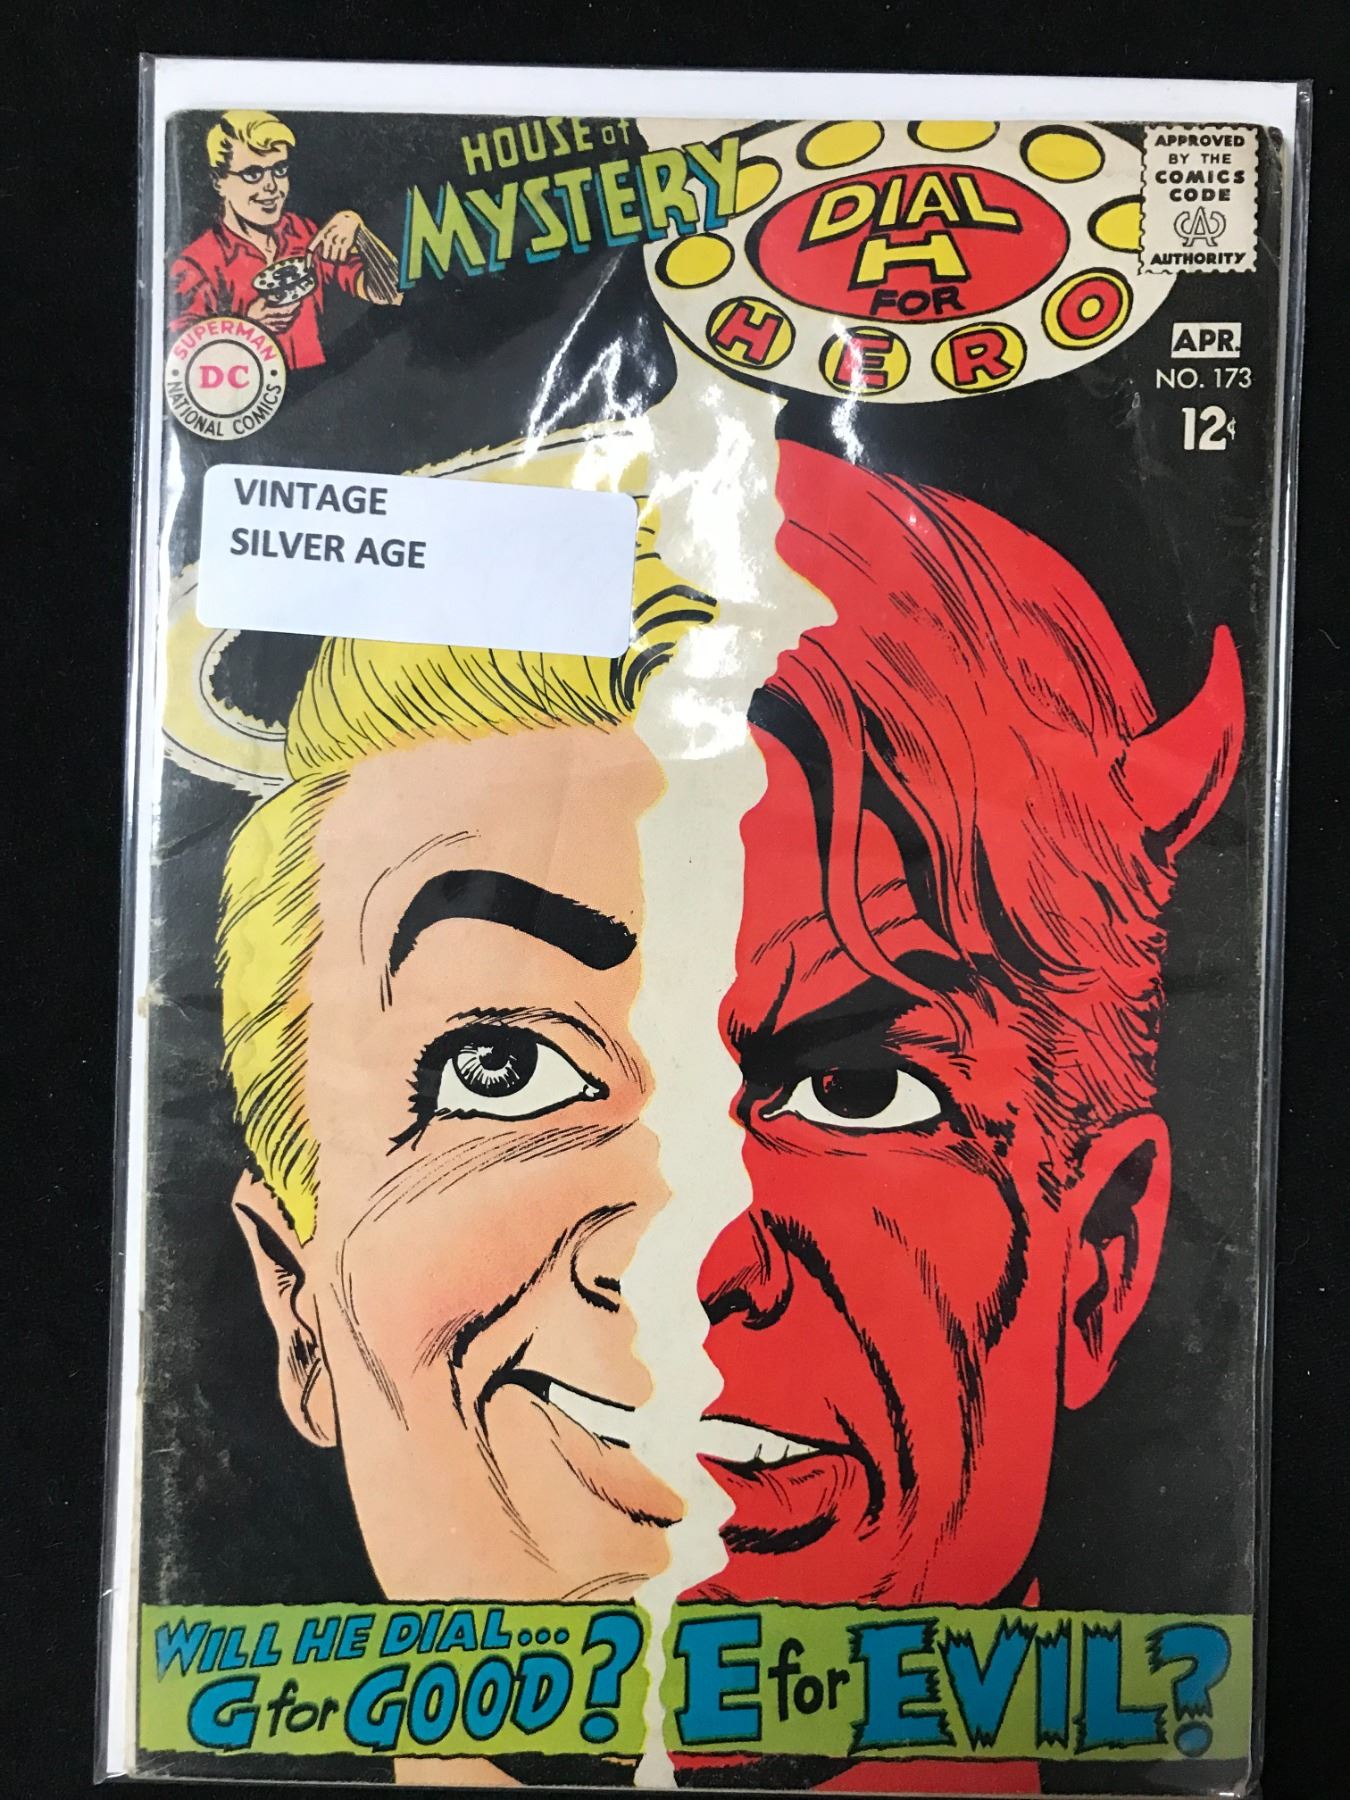 HOUSE of
MYSTERY
DIAL
H
FOR
HERO
APPROVED
BY THE
COMICS
CODE
CA
AUTHORITY
SUPERMAN
DC
NATIONAL COMICS
APR.
NO. 173
12¢
VINTAGE
SILVER AGE
WILL HE DIAL...
G for GOOD?
E for EVIL?